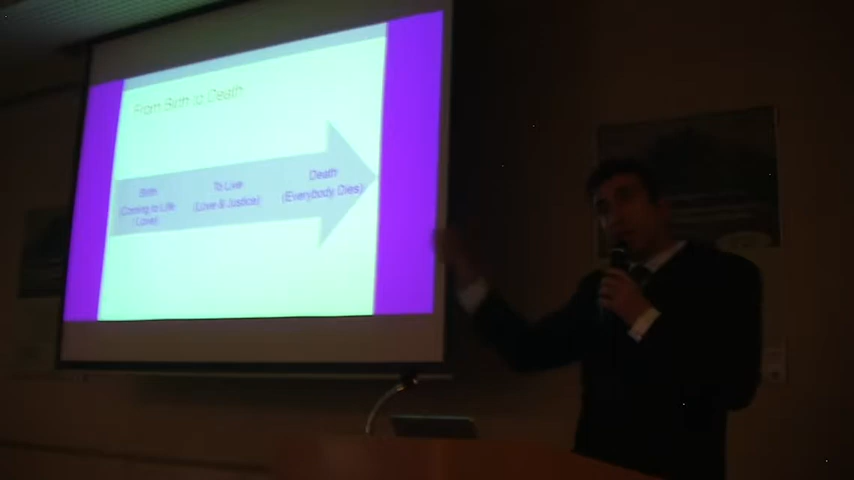 From Birth to Death
Birth
(Coming to Life
/ Love)
To Live
(Love & Justice)
Death
(Everybody Dies)